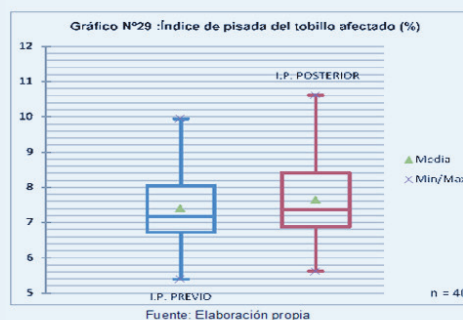 Gráfico Nº29 :Índice de pisada del tobillo afectado (%)
12
11
10
9
8
7
6
5
I.P. POSTERIOR
I.P. PREVIO
Media
Min/Max
n = 46
Fuente: Elaboración propia